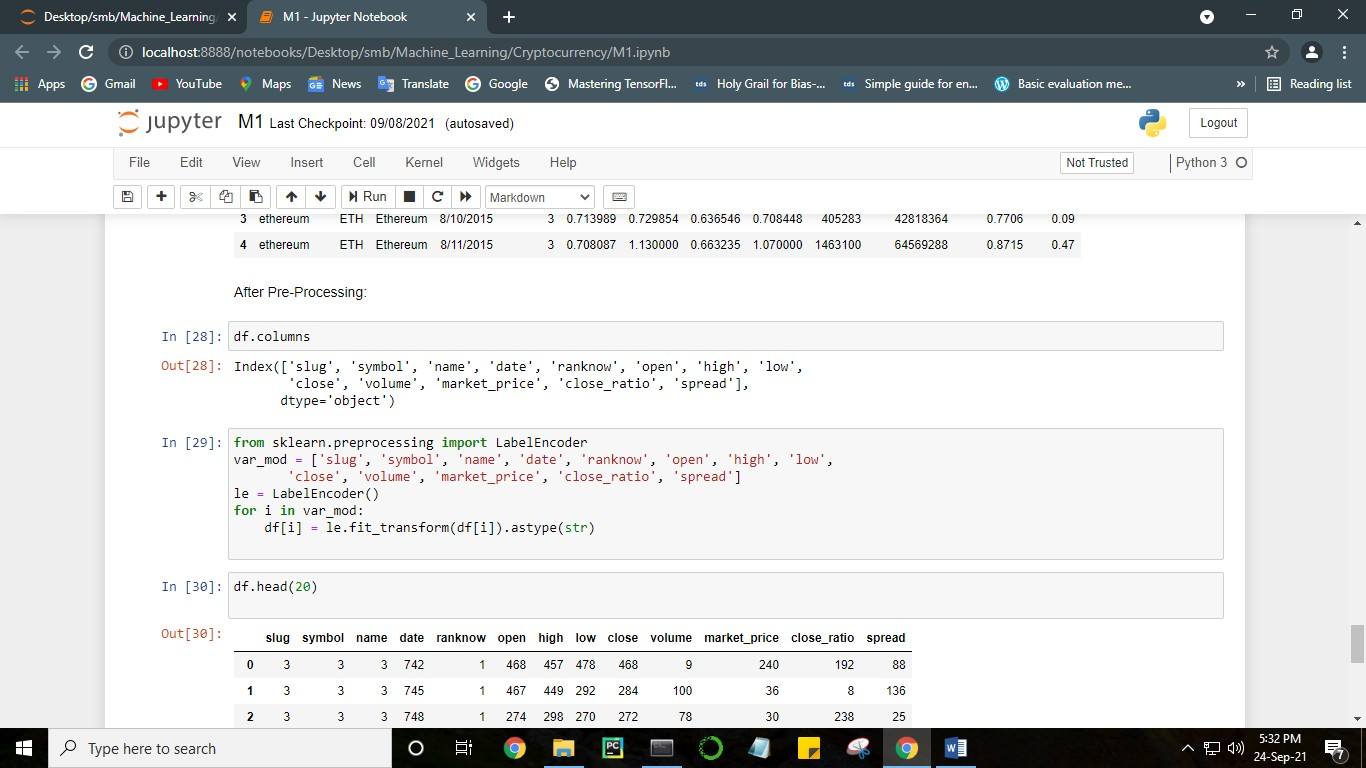 Desktop/smb/Machine_Learning
M1 - Jupyter Notebook
localhost:8888/notebooks/Desktop/smb/Machine_Learning/Cryptocurrency/M1.ipynb
Apps Gmail YouTube Maps News Translate Google Mastering TensorFl... Holy Grail for Bias-... Simple guide for en... Basic evaluation me... » Reading list
jupyter M1 Last Checkpoint: 09/08/2021 (autosaved) Logout
File Edit View Insert Cell Kernel Widgets Help Not Trusted Python 3
Run Markdown
3 ethereum ETH Ethereum 8/10/2015 3 0.713989 0.729854 0.636546 0.708448 405283 42818364 0.7706 0.09
4 ethereum ETH Ethereum 8/11/2015 3 0.708087 1.130000 0.663235 1.070000 1463100 64569288 0.8715 0.47
After Pre-Processing:
In [28]: df.columns
Out[28]: Index(['slug', 'symbol', 'name', 'date', 'ranknow', 'open', 'high', 'low',
'close', 'volume', 'market_price', 'close_ratio', 'spread'],
dtype='object')
In [29]: from sklearn.preprocessing import LabelEncoder
var_mod = ['slug', 'symbol', 'name', 'date', 'ranknow', 'open', 'high', 'low',
'close', 'volume', 'market_price', 'close_ratio', 'spread']
le = LabelEncoder()
for i in var_mod:
df[i] = le.fit_transform(df[i]).astype(str)
In [30]: df.head(20)
Out[30]:
slug symbol name date ranknow open high low close volume market_price close_ratio spread
0 3 3 3 742 1 468 457 478 468 9 240 192 88
1 3 3 3 745 1 467 449 292 284 100 36 8 136
2 3 3 3 748 1 274 298 270 272 78 30 238 25
Type here to search
5:32 PM
24-Sep-21
7